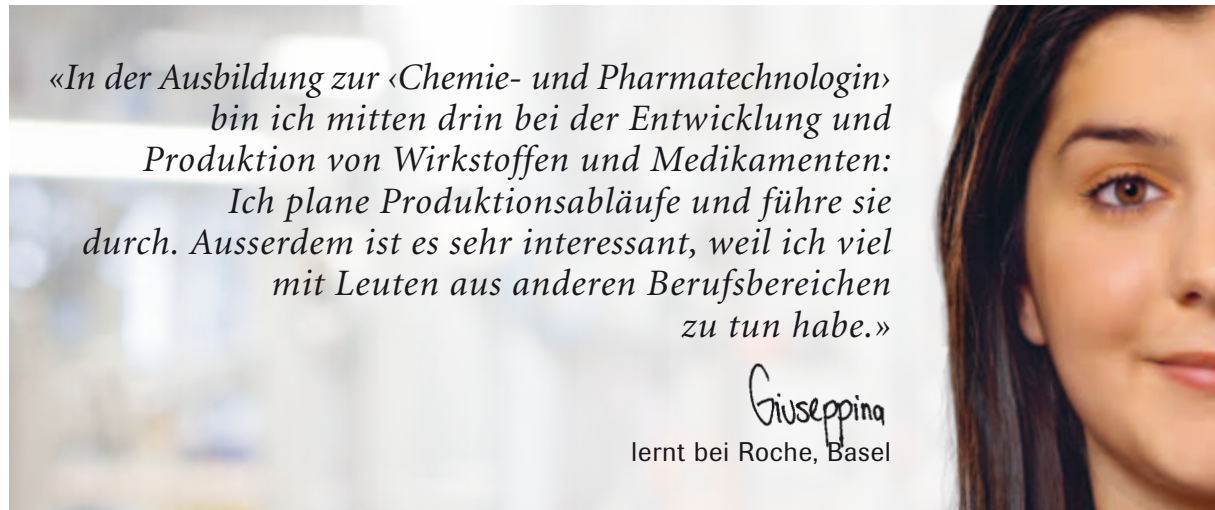 «In der Ausbildung zur ‹Chemie- und Pharmatechnologin›
bin ich mitten drin bei der Entwicklung und
Produktion von Wirkstoffen und Medikamenten:
Ich plane Produktionsabläufe und führe sie
durch. Ausserdem ist es sehr interessant, weil ich viel
mit Leuten aus anderen Berufsbereichen
zu tun habe.»
Giuseppina
lernt bei Roche, Basel